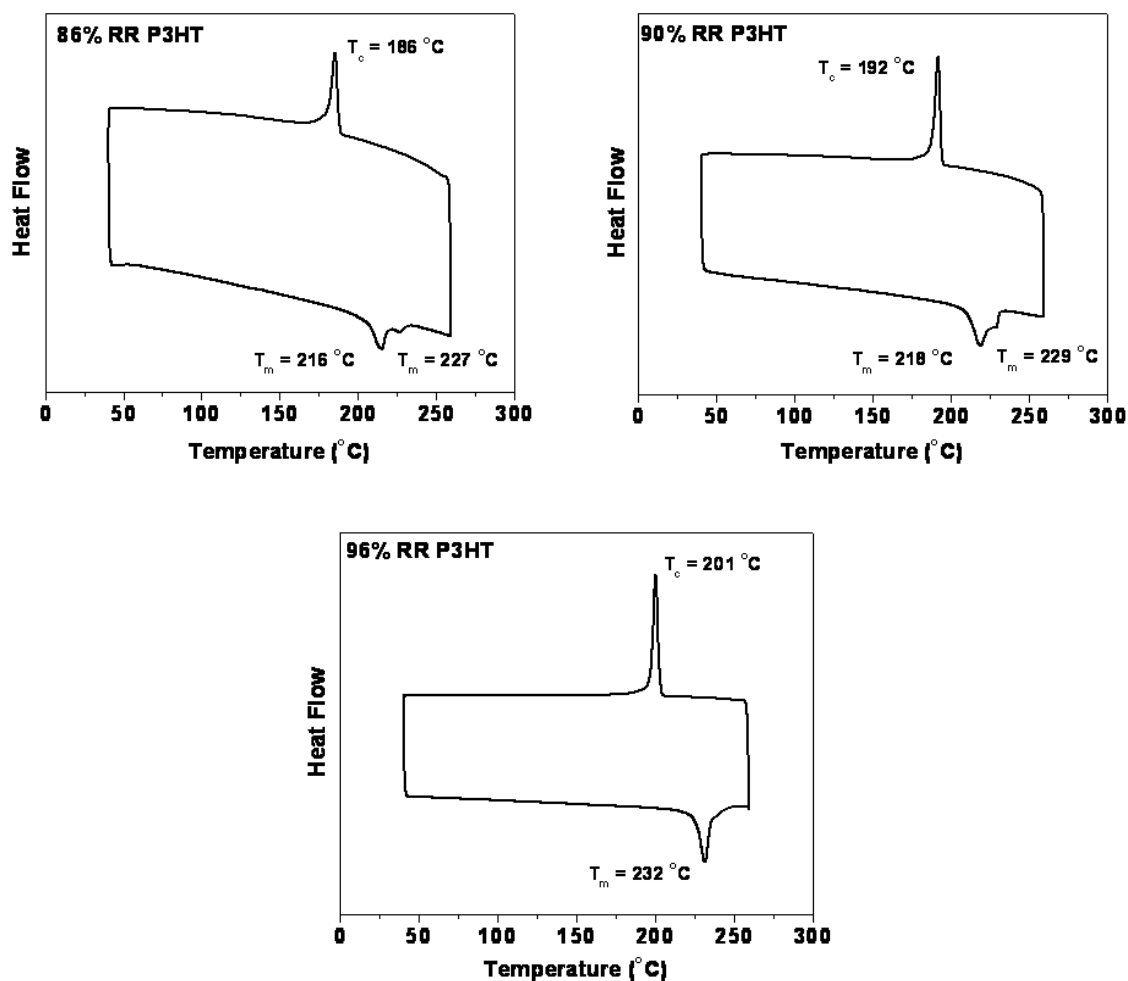 86% RR P3HT
T_c = 186 °C
Heat Flow
T_m = 216 °C T_m = 227 °C
0 50 100 150 200 250 300
Temperature (°C)
90% RR P3HT
T_c = 192 °C
Heat Flow
T_m = 218 °C T_m = 229 °C
0 50 100 150 200 250 300
Temperature (°C)
96% RR P3HT
T_c = 201 °C
Heat Flow
T_m = 232 °C
0 50 100 150 200 250 300
Temperature (°C)